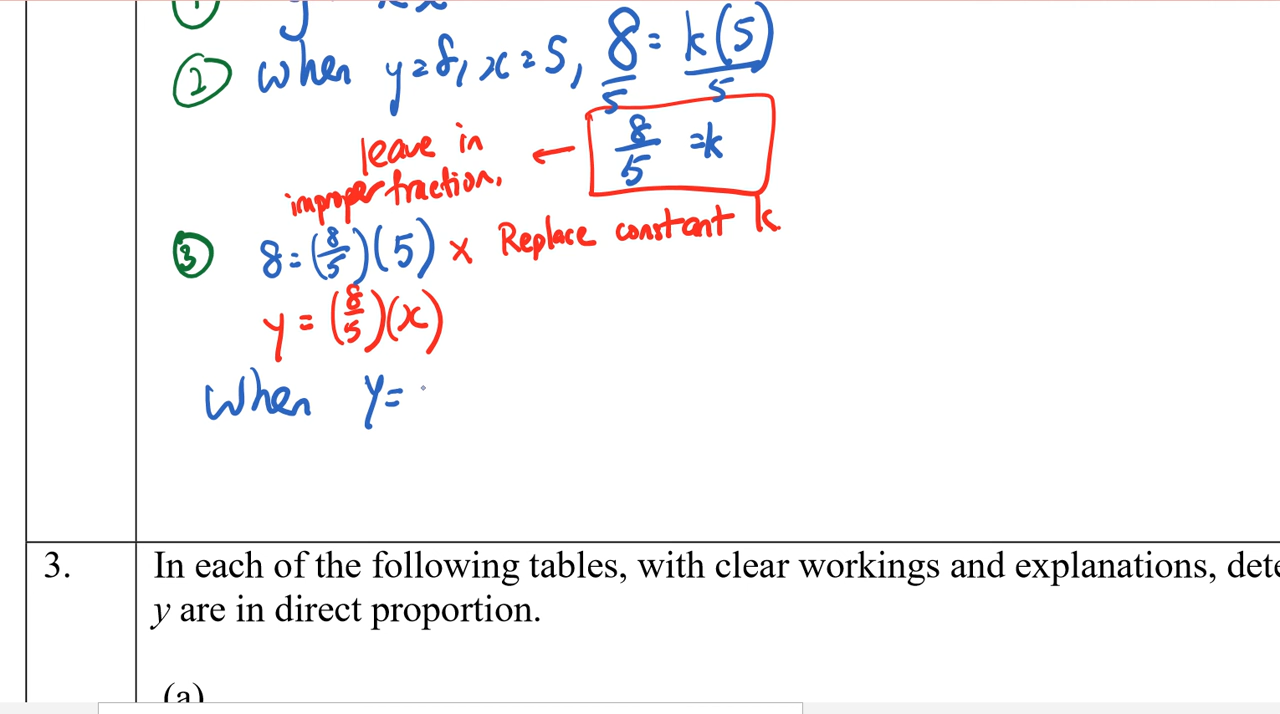 ② When y=8, x=5, 8/5 = k(5)/5
8/5 =k
leave in
improper fraction.
③ 8=(8/5)(5) × Replace constant k
y=(8/5)(x)
When y=
3. In each of the following tables, with clear workings and explanations, dete
y are in direct proportion.
(a)